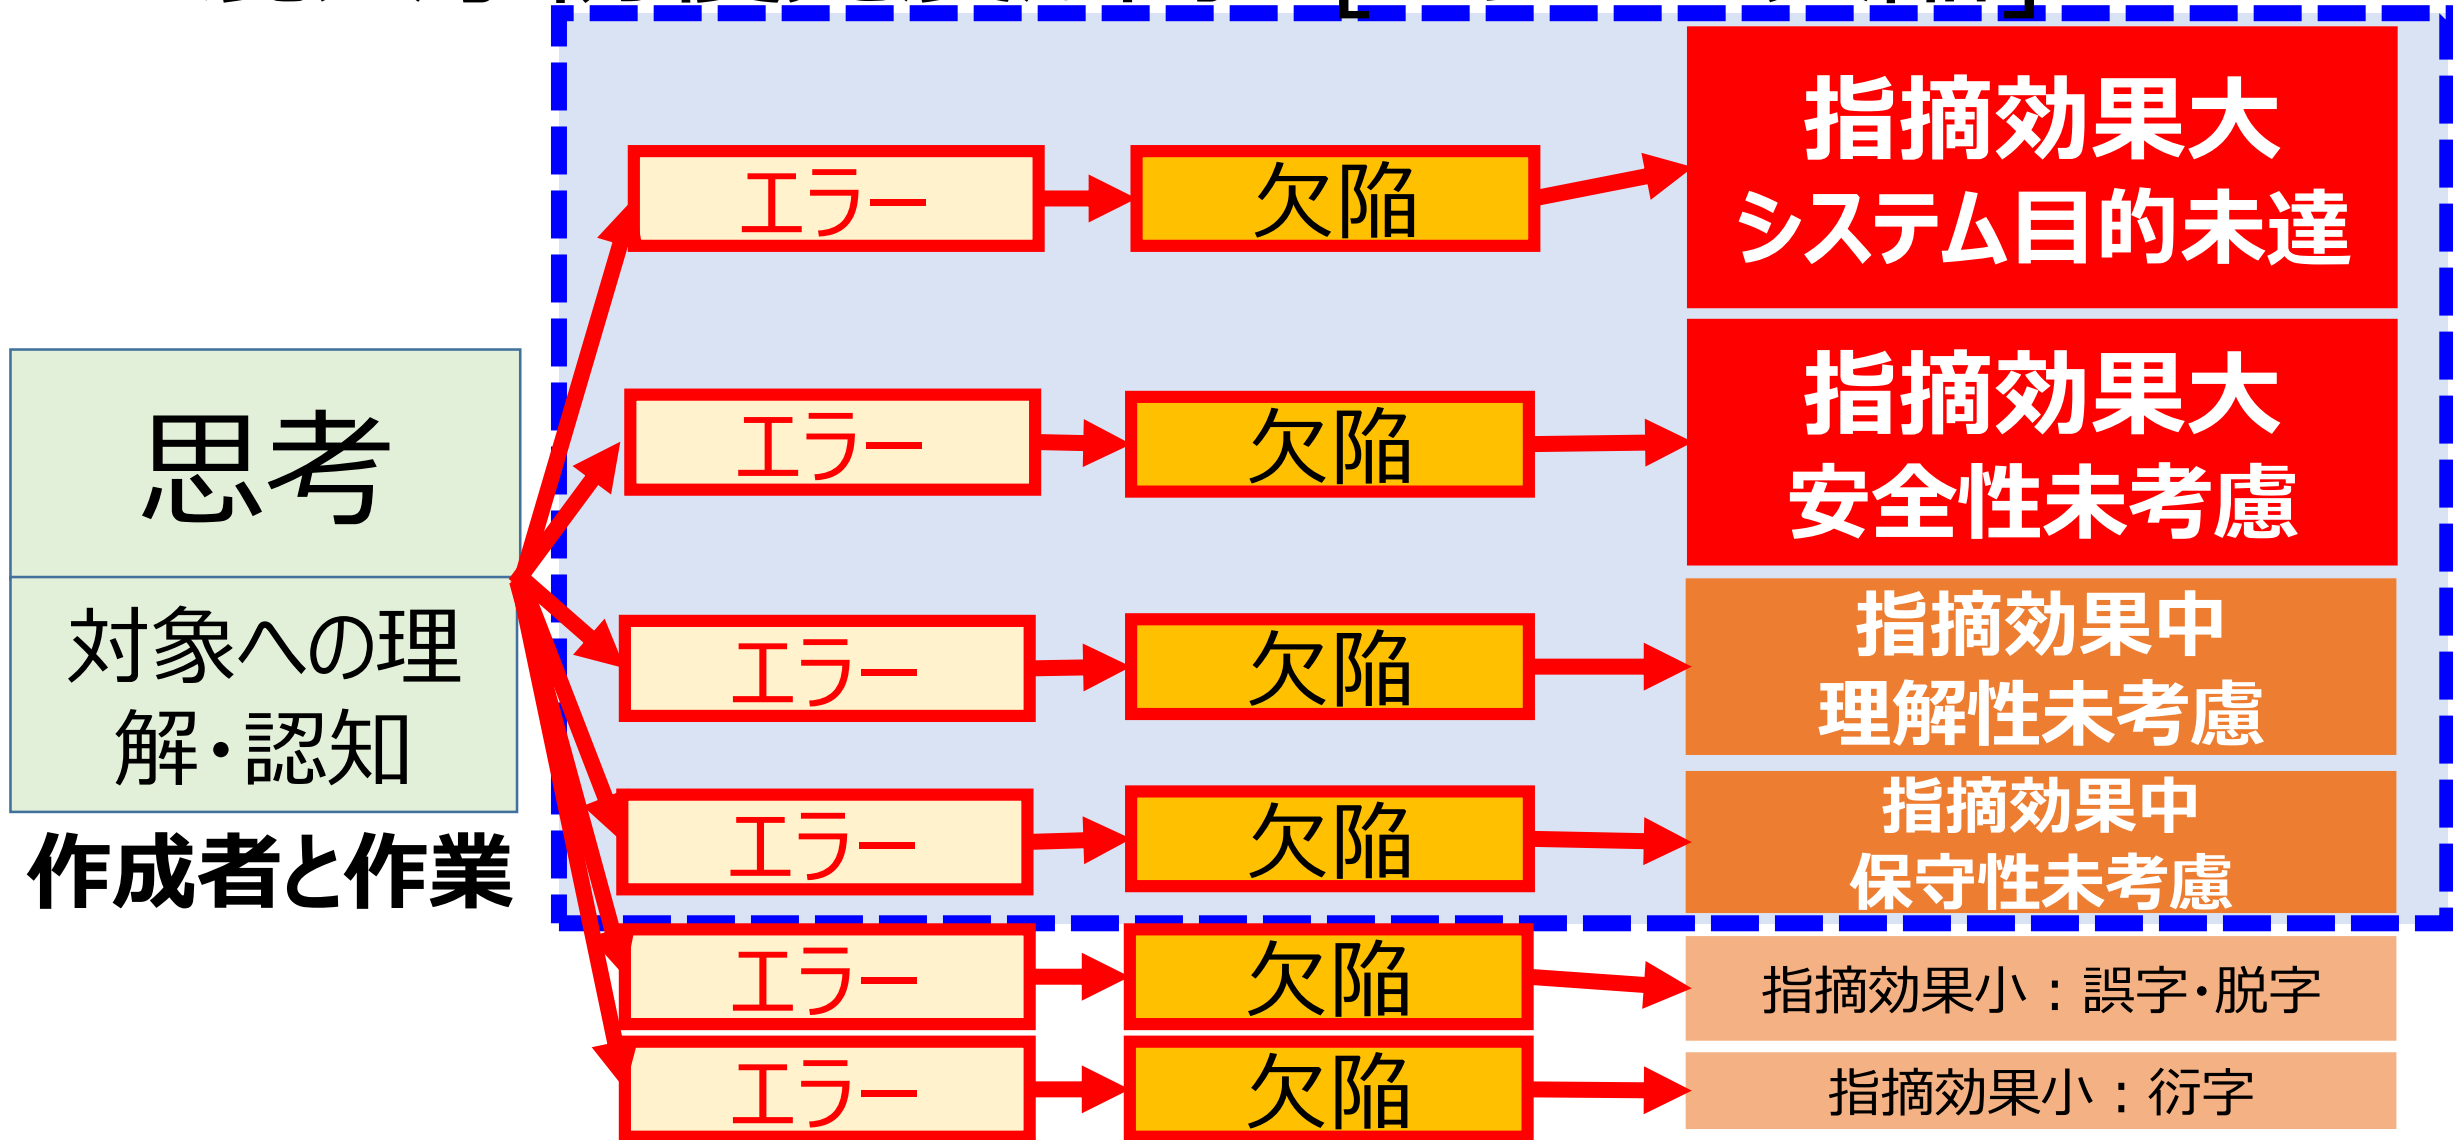 エラー
欠陥
指摘効果大
システム目的未達
エラー
欠陥
指摘効果大
安全性未考慮
思考
対象への理
解・認知
作成者と作業
エラー
欠陥
指摘効果中
理解性未考慮
エラー
欠陥
指摘効果中
保守性未考慮
エラー
欠陥
指摘効果小：誤字・脱字
エラー
欠陥
指摘効果小：衍字